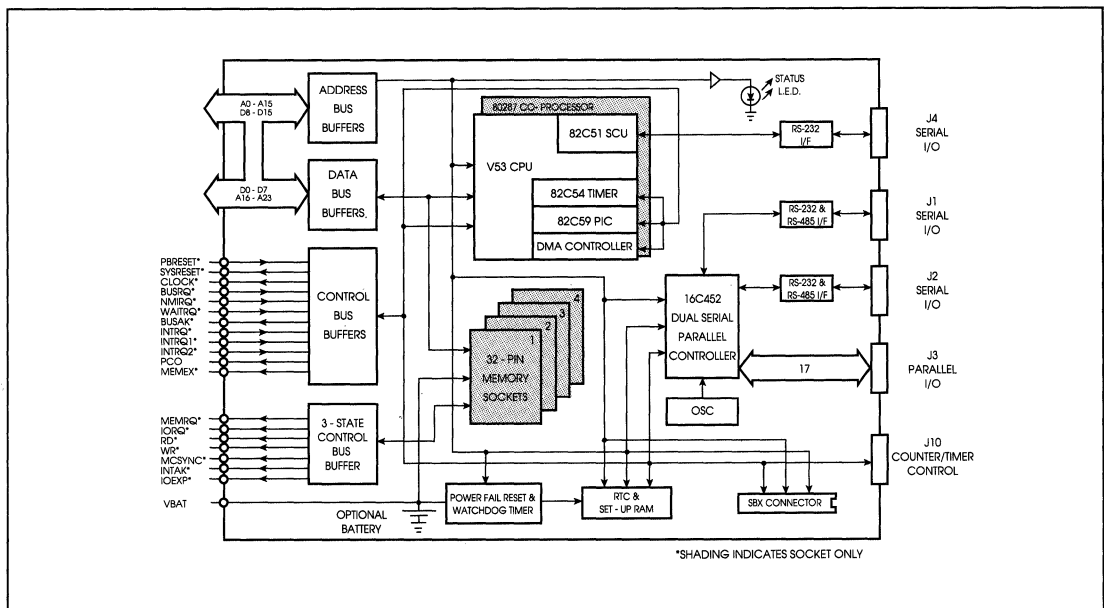 A0 - A15
D8 - D15
ADDRESS
BUS
BUFFERS
STATUS
L.E.D.
80287 CO- PROCESSOR
82C51 SCU
V53 CPU
RS-232
I/F
J4
SERIAL
I/O
D0 - D7
A16 - A23
DATA
BUS
BUFFERS.
82C54 TIMER
82C59 PIC
DMA CONTROLLER
RS-232 &
RS-485 I/F
J1
SERIAL
I/O
PBRESET*
SYSRESET*
CLOCK*
BUSRQ*
NMIRQ*
WAITRQ*
BUSAK*
INTRQ*
INTRQ1*
INTRQ2*
PCO
MEMEX*
CONTROL
BUS
BUFFERS
4
3
2
1
32 - PIN
MEMORY
SOCKETS
16C452
DUAL SERIAL
PARALLEL
CONTROLLER
RS-232 &
RS-485 I/F
J2
SERIAL
I/O
17
J3
PARALLEL
I/O
OSC
MEMRQ*
IORQ*
RD*
WR*
MCSYNC*
INTAK*
IOEXP*
3 - STATE
CONTROL
BUS
BUFFER
J10
COUNTER/TIMER
CONTROL
VBAT
OPTIONAL
BATTERY
POWER FAIL RESET &
WATCHDOG TIMER
RTC &
SET - UP RAM
SBX CONNECTOR
*SHADING INDICATES SOCKET ONLY